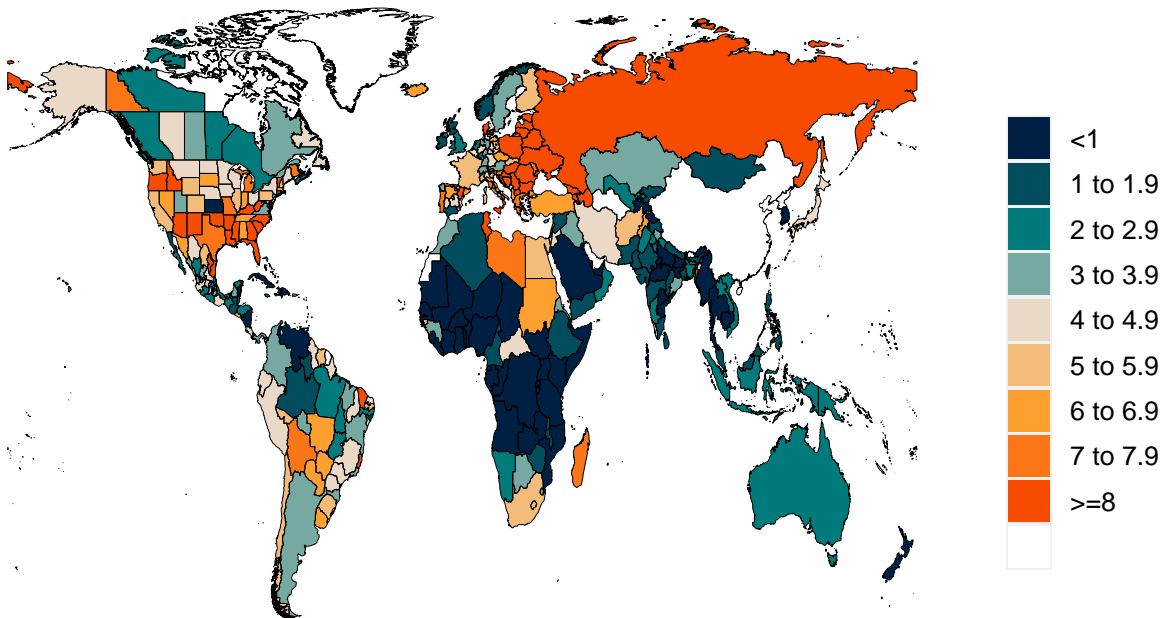 <1
1 to 1.9
2 to 2.9
3 to 3.9
4 to 4.9
5 to 5.9
6 to 6.9
7 to 7.9
>=8